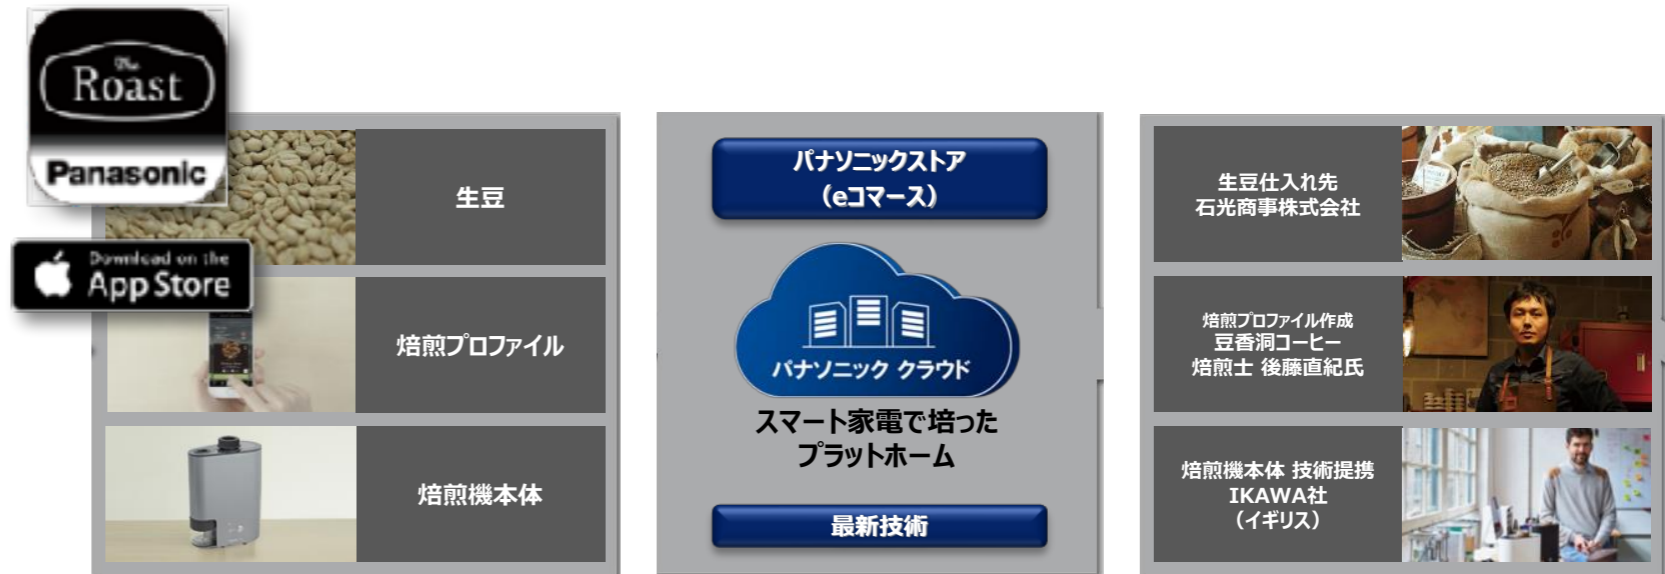 The
Roast
Panasonic
Download on the
App Store
生豆
焙煎プロファイル
焙煎機本体
パナソニックストア
(eコマース)
パナソニック クラウド
スマート家電で培った
プラットホーム
最新技術
生豆仕入れ先
石光商事株式会社
焙煎プロファイル作成
豆香洞コーヒー
焙煎士 後藤直紀氏
焙煎機本体 技術提携
IKAWA社
（イギリス）